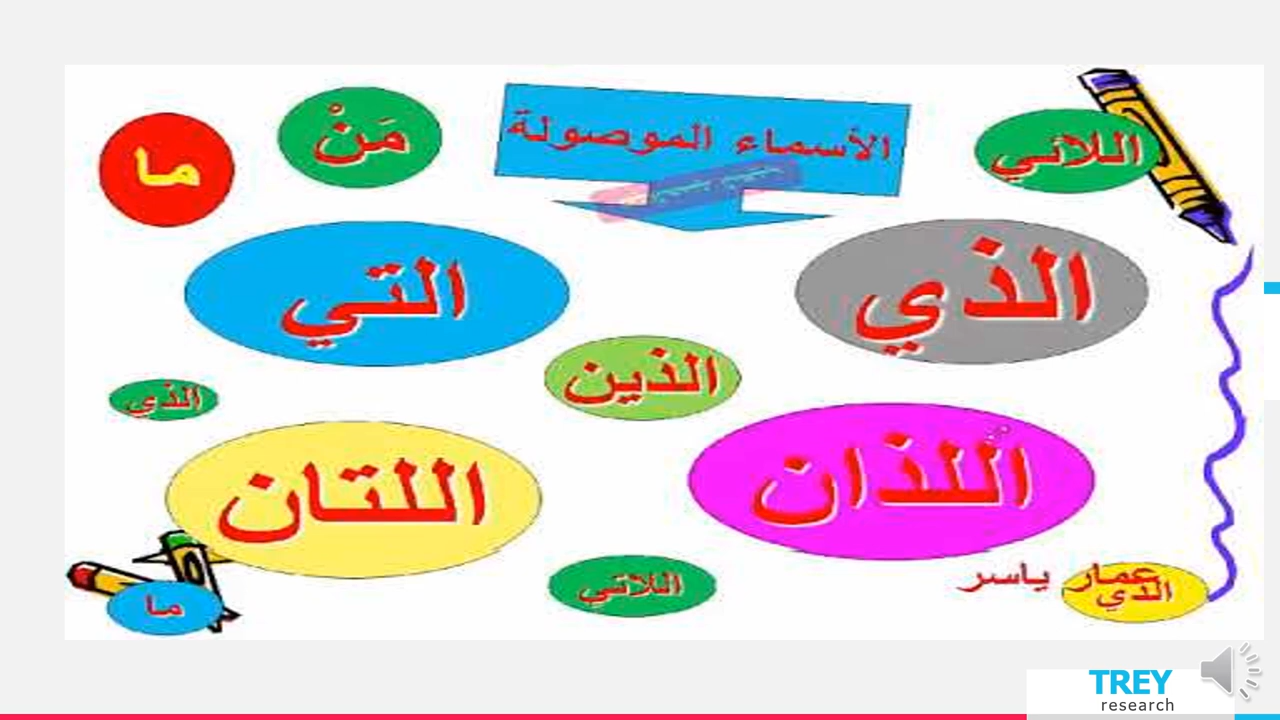 الأسماء الموصولة
اللائي
مَنْ
ما
الذي
التي
الذين
الذي
اللذان
اللتان
اللاتي
عمار ياسر
الذي
ما
TREY
research